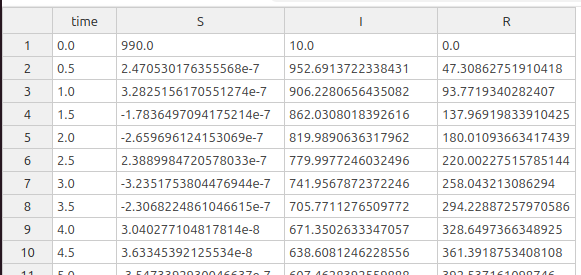 time S I R
1 0.0 990.0 10.0 0.0
2 0.5 2.470530176355568e-7 952.6913722338431 47.30862751910418
3 1.0 3.2825156170551274e-7 906.2280656435082 93.7719340282407
4 1.5 -1.7836497094175214e-7 862.0308018392616 137.96919833910425
5 2.0 -2.659696124153069e-7 819.9890636317962 180.01093663417439
6 2.5 2.3889984720578033e-7 779.9977246032496 220.00227515785144
7 3.0 -3.2351753804476944e-7 741.9567872372246 258.043213086294
8 3.5 -2.3068224861046615e-7 705.7711276509772 294.22887257970586
9 4.0 3.040277104817814e-8 671.3502633347057 328.6497366348925
10 4.5 3.63345392125534e-8 638.6081246228556 361.3918753408108